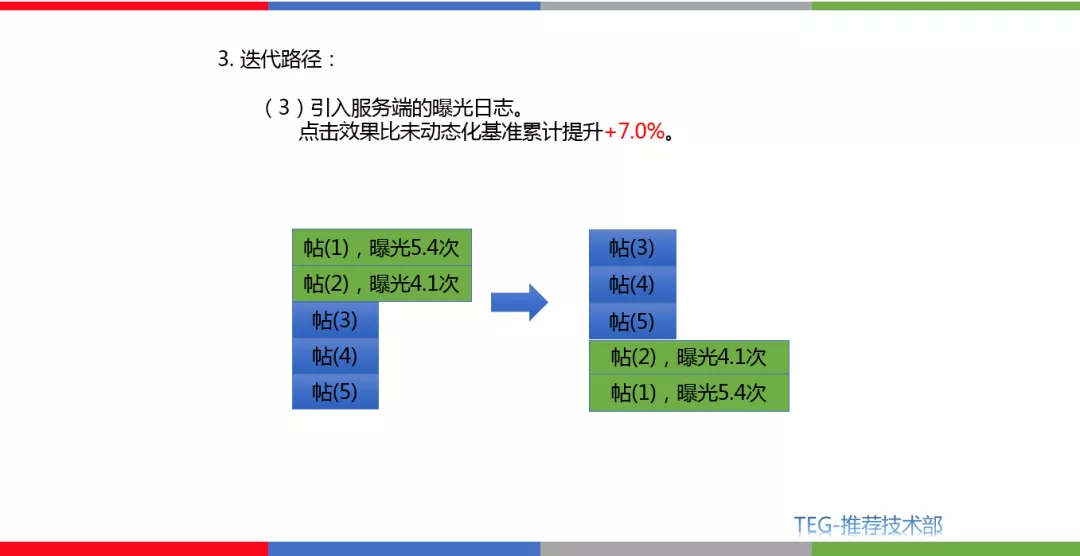 3. 迭代路径：
（3）引入服务端的曝光日志。
点击效果比未动态化基准累计提升+7.0%。
帖(1)，曝光5.4次
帖(2)，曝光4.1次
帖(3)
帖(4)
帖(5)
帖(3)
帖(4)
帖(5)
帖(2)，曝光4.1次
帖(1)，曝光5.4次
TEG-推荐技术部